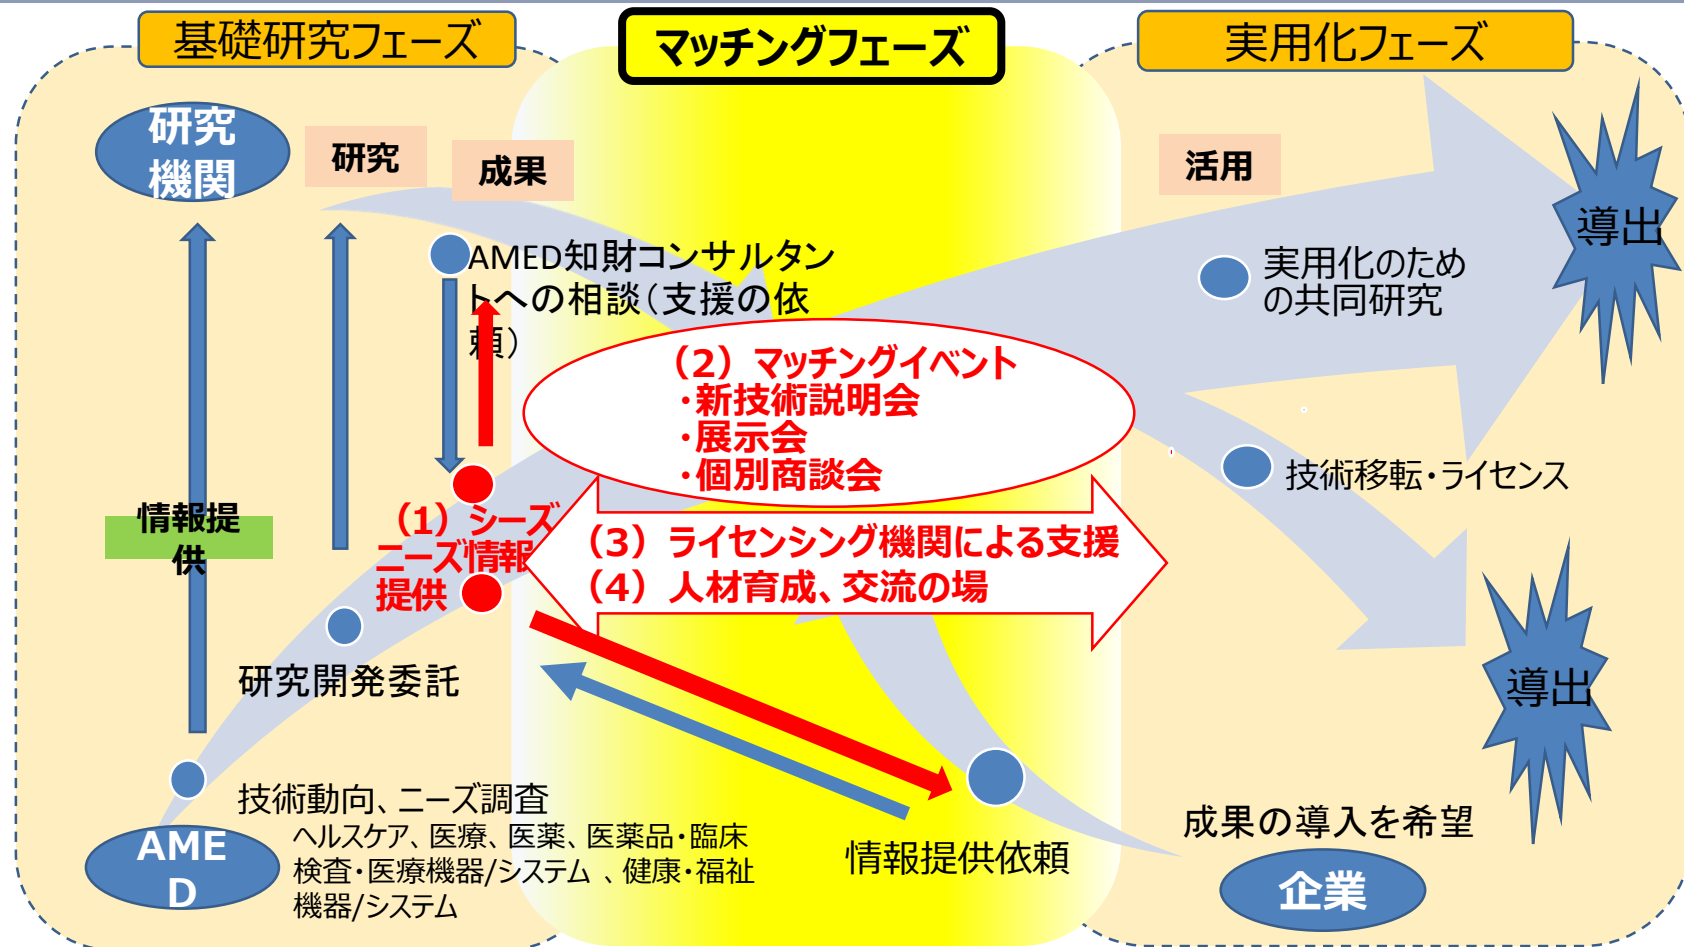 基礎研究フェーズ
マッチングフェーズ
実用化フェーズ
研究
機関
研究
成果
活用
導出
AMED知財コンサルタン
トへの相談（支援の依
頼）
実用化のため
の共同研究
（2）マッチングイベント
・新技術説明会
・展示会
・個別商談会
技術移転・ライセンス
情報提
供
（1）シーズ
ニーズ情報
提供
（3）ライセンシング機関による支援
（4）人材育成、交流の場
研究開発委託
導出
技術動向、ニーズ調査
ヘルスケア、医療、医薬、医薬品・臨床
検査・医療機器/システム 、健康・福祉
機器/システム
AME
D
情報提供依頼
成果の導入を希望
企業